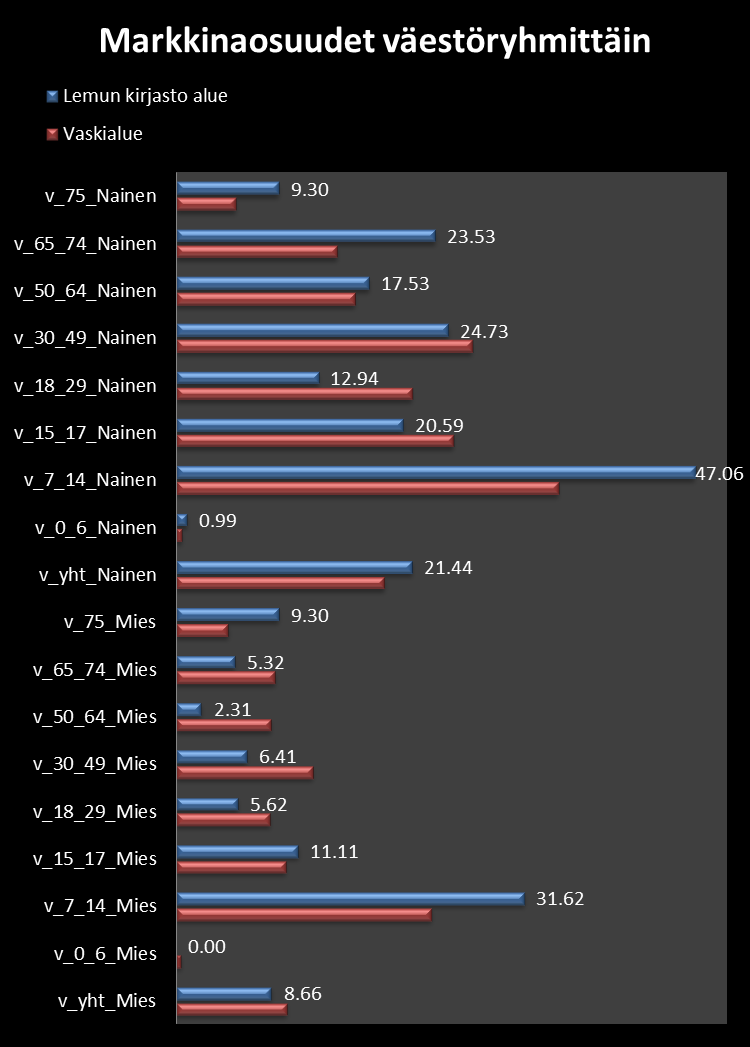 Markkinaosuudet väestöryhmittäin
Lemun kirjasto alue
Vaskialue
v_75_Nainen 9.30
v_65_74_Nainen 23.53
v_50_64_Nainen 17.53
v_30_49_Nainen 24.73
v_18_29_Nainen 12.94
v_15_17_Nainen 20.59
v_7_14_Nainen 47.06
v_0_6_Nainen 0.99
v_yht_Nainen 21.44
v_75_Mies 9.30
v_65_74_Mies 5.32
v_50_64_Mies 2.31
v_30_49_Mies 6.41
v_18_29_Mies 5.62
v_15_17_Mies 11.11
v_7_14_Mies 31.62
v_0_6_Mies 0.00
v_yht_Mies 8.66